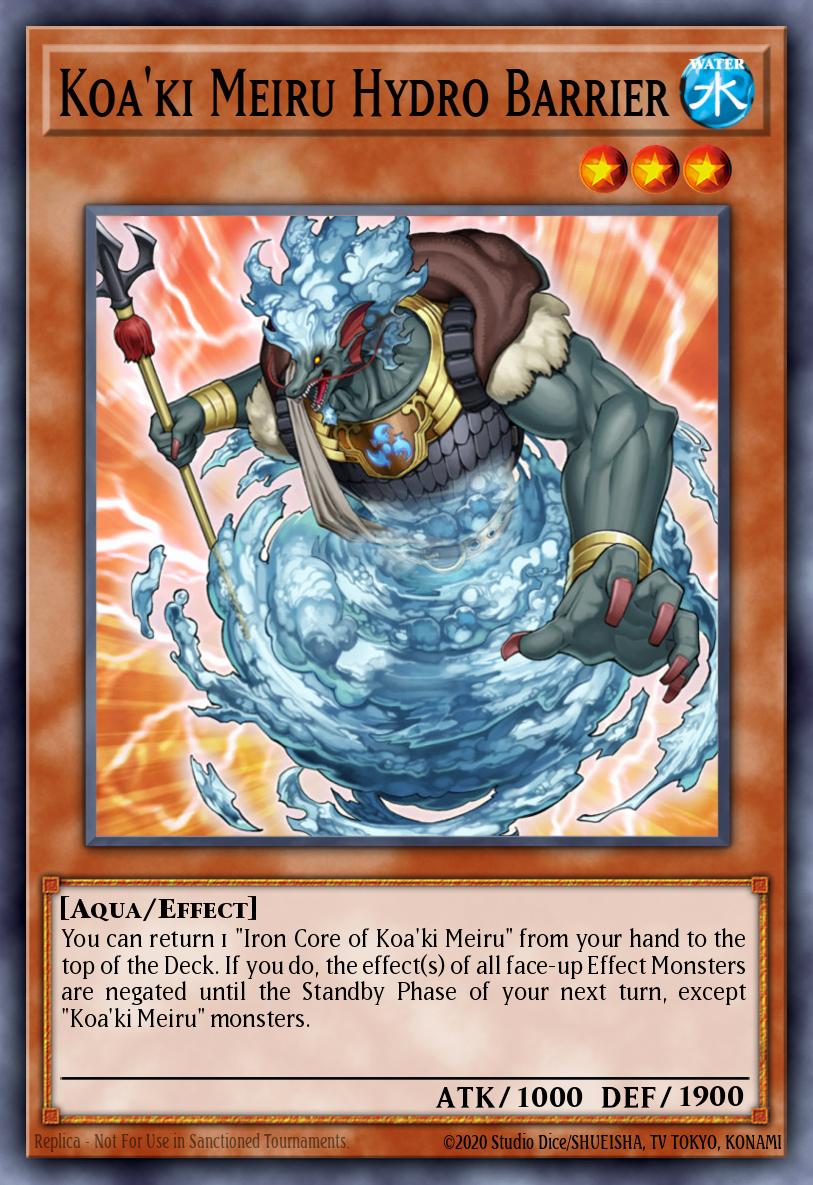 Koa'ki Meiru Hydro Barrier
WATER
水
[Aqua/Effect]
You can return 1 "Iron Core of Koa'ki Meiru" from your hand to the
top of the Deck. If you do, the effect(s) of all face-up Effect Monsters
are negated until the Standby Phase of your next turn, except
"Koa'ki Meiru" monsters.
ATK/1000 DEF/1900
Replica - Not For Use in Sanctioned Tournaments.
©2020 Studio Dice/SHUEISHA, TV TOKYO, KONAMI